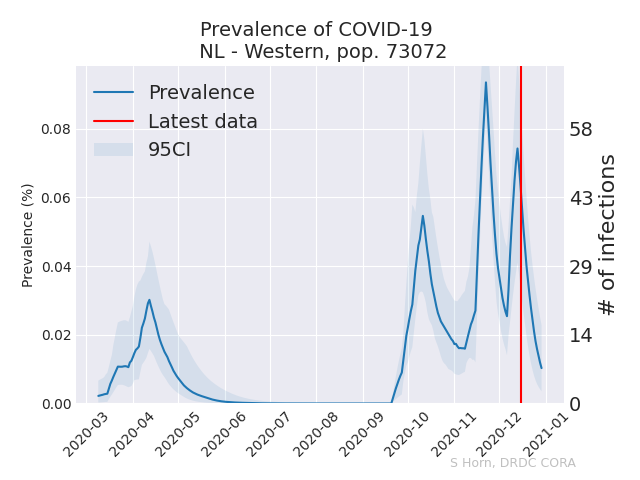 Prevalence of COVID-19
NL - Western, pop. 73072
Prevalence
Latest data
95CI
Prevalence (%)
0.08
0.06
0.04
0.02
0.00
58
43
29
14
0
# of infections
2020-03
2020-04
2020-05
2020-06
2020-07
2020-08
2020-09
2020-10
2020-11
2020-12
2021-01
S Horn, DRDC CORA